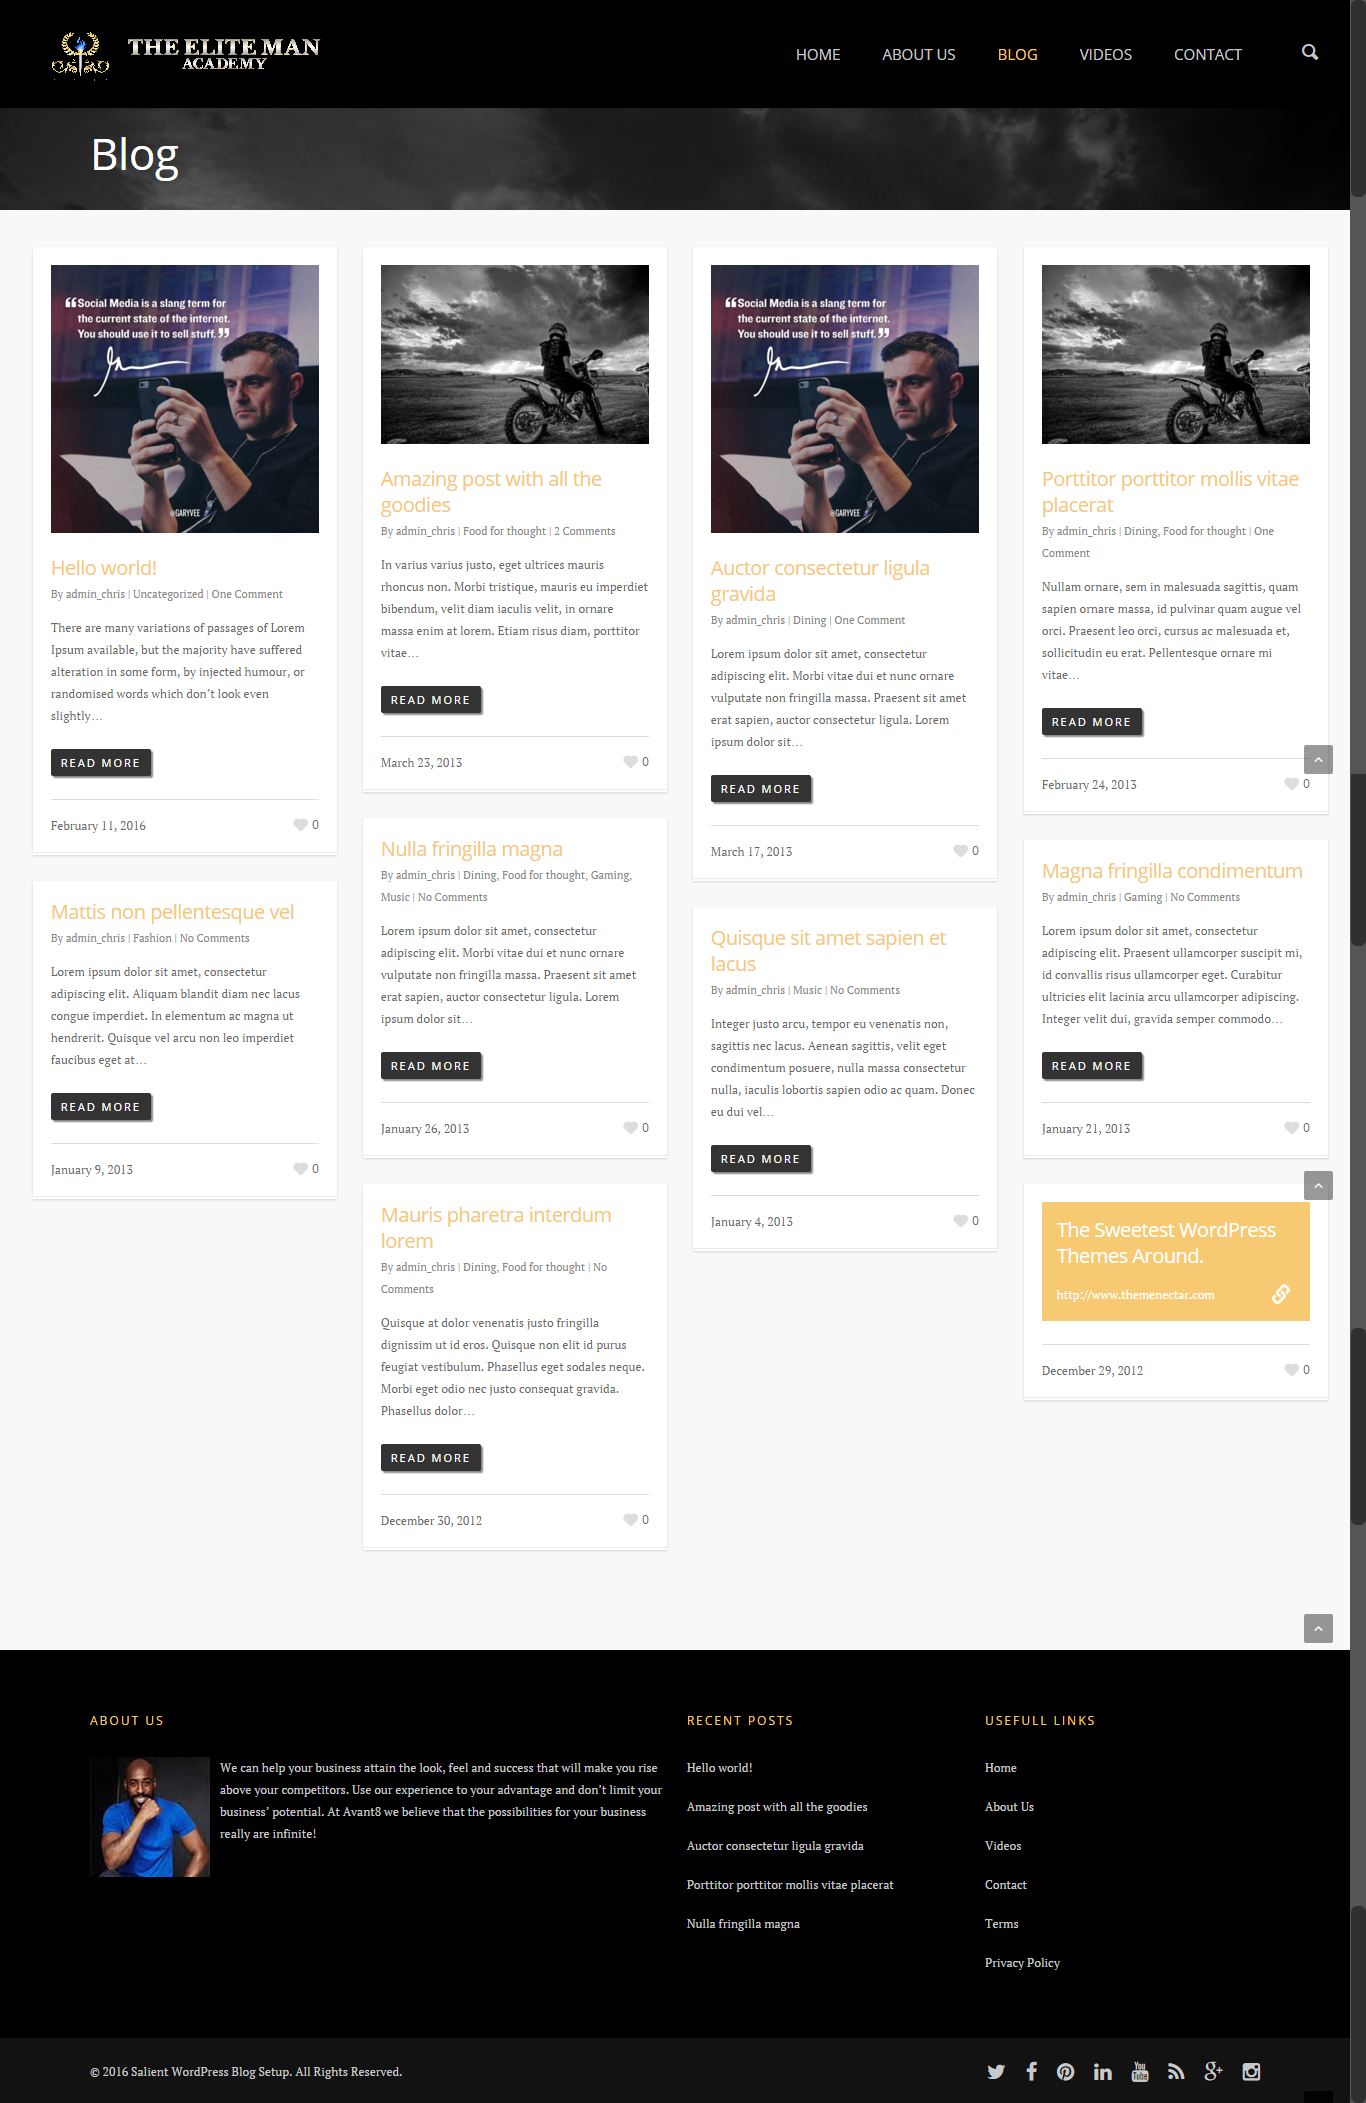 THE ELITE MAN
ACADEMY
HOME ABOUT US BLOG VIDEOS CONTACT
Blog
❝Social Media is a slang term for
the current state of the internet.
You should use it to sell stuff.❞
@GARYVEE
Hello world!
By admin_chris | Uncategorized | One Comment
There are many variations of passages of Lorem
Ipsum available, but the majority have suffered
alteration in some form, by injected humour, or
randomised words which don’t look even
slightly…
READ MORE
February 11, 2016 0
Mattis non pellentesque vel
By admin_chris | Fashion | No Comments
Lorem ipsum dolor sit amet, consectetur
adipiscing elit. Aliquam blandit diam nec lacus
congue imperdiet. In elementum ac magna ut
hendrerit. Quisque vel arcu non leo imperdiet
faucibus eget at…
READ MORE
January 9, 2013 0
Amazing post with all the
goodies
By admin_chris | Food for thought | 2 Comments
In varius varius justo, eget ultrices mauris
rhoncus non. Morbi tristique, mauris eu imperdiet
bibendum, velit diam iaculis velit, in ornare
massa enim at lorem. Etiam risus diam, porttitor
vitae…
READ MORE
March 23, 2013 0
Nulla fringilla magna
By admin_chris | Dining, Food for thought, Gaming,
Music | No Comments
Lorem ipsum dolor sit amet, consectetur
adipiscing elit. Morbi vitae dui et nunc ornare
vulputate non fringilla massa. Praesent sit amet
erat sapien, auctor consectetur ligula. Lorem
ipsum dolor sit…
READ MORE
January 26, 2013 0
Mauris pharetra interdum
lorem
By admin_chris | Dining, Food for thought | No
Comments
Quisque at dolor venenatis justo fringilla
dignissim ut id eros. Quisque non elit id purus
feugiat vestibulum. Phasellus eget sodales neque.
Morbi eget odio nec justo consequat gravida.
Phasellus dolor…
READ MORE
December 30, 2012 0
❝Social Media is a slang term for
the current state of the internet.
You should use it to sell stuff.❞
@GARYVEE
Auctor consectetur ligula
gravida
By admin_chris | Dining | One Comment
Lorem ipsum dolor sit amet, consectetur
adipiscing elit. Morbi vitae dui et nunc ornare
vulputate non fringilla massa. Praesent sit amet
erat sapien, auctor consectetur ligula. Lorem
ipsum dolor sit…
READ MORE
March 17, 2013 0
Quisque sit amet sapien et
lacus
By admin_chris | Music | No Comments
Integer justo arcu, tempor eu venenatis non,
sagittis nec lacus. Aenean sagittis, velit eget
condimentum posuere, nulla massa consectetur
nulla, iaculis lobortis sapien odio ac quam. Donec
eu dui vel…
READ MORE
January 4, 2013 0
Porttitor porttitor mollis vitae
placerat
By admin_chris | Dining, Food for thought | One
Comment
Nullam ornare, sem in malesuada sagittis, quam
sapien ornare massa, id pulvinar quam augue vel
orci. Praesent leo orci, cursus ac malesuada et,
sollicitudin eu erat. Pellentesque ornare mi
vitae…
READ MORE
February 24, 2013 0
Magna fringilla condimentum
By admin_chris | Gaming | No Comments
Lorem ipsum dolor sit amet, consectetur
adipiscing elit. Praesent ullamcorper suscipit mi,
id convallis risus ullamcorper eget. Curabitur
ultricies elit lacinia arcu ullamcorper adipiscing.
Integer velit dui, gravida semper commodo…
READ MORE
January 21, 2013 0
The Sweetest WordPress
Themes Around.
http://www.themenectar.com
December 29, 2012 0
ABOUT US
We can help your business attain the look, feel and success that will make you rise
above your competitors. Use our experience to your advantage and don’t limit your
business’ potential. At Avant8 we believe that the possibilities for your business
really are infinite!
RECENT POSTS
Hello world!
Amazing post with all the goodies
Auctor consectetur ligula gravida
Porttitor porttitor mollis vitae placerat
Nulla fringilla magna
USEFULL LINKS
Home
About Us
Videos
Contact
Terms
Privacy Policy
© 2016 Salient WordPress Blog Setup. All Rights Reserved.